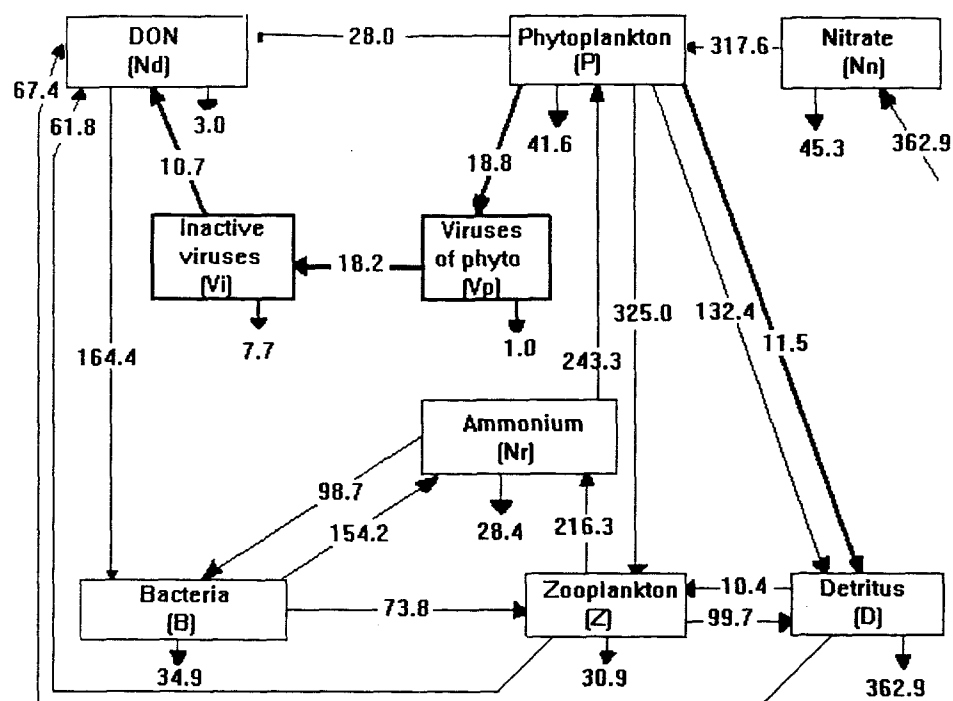 DON
(Nd)
28.0
Phytoplankton
(P)
317.6
Nitrate
(Nn)
67.4
61.8
3.0
41.6
45.3
362.9
10.7
18.8
Inactive
viruses
(Vi)
18.2
Viruses
of phyto
(Vp)
7.7
1.0
164.4
325.0
132.4
11.5
243.3
Ammonium
(Nr)
98.7
154.2
28.4
216.3
Bacteria
(B)
73.8
Zooplankton
(Z)
10.4
99.7
Detritus
(D)
34.9
30.9
362.9